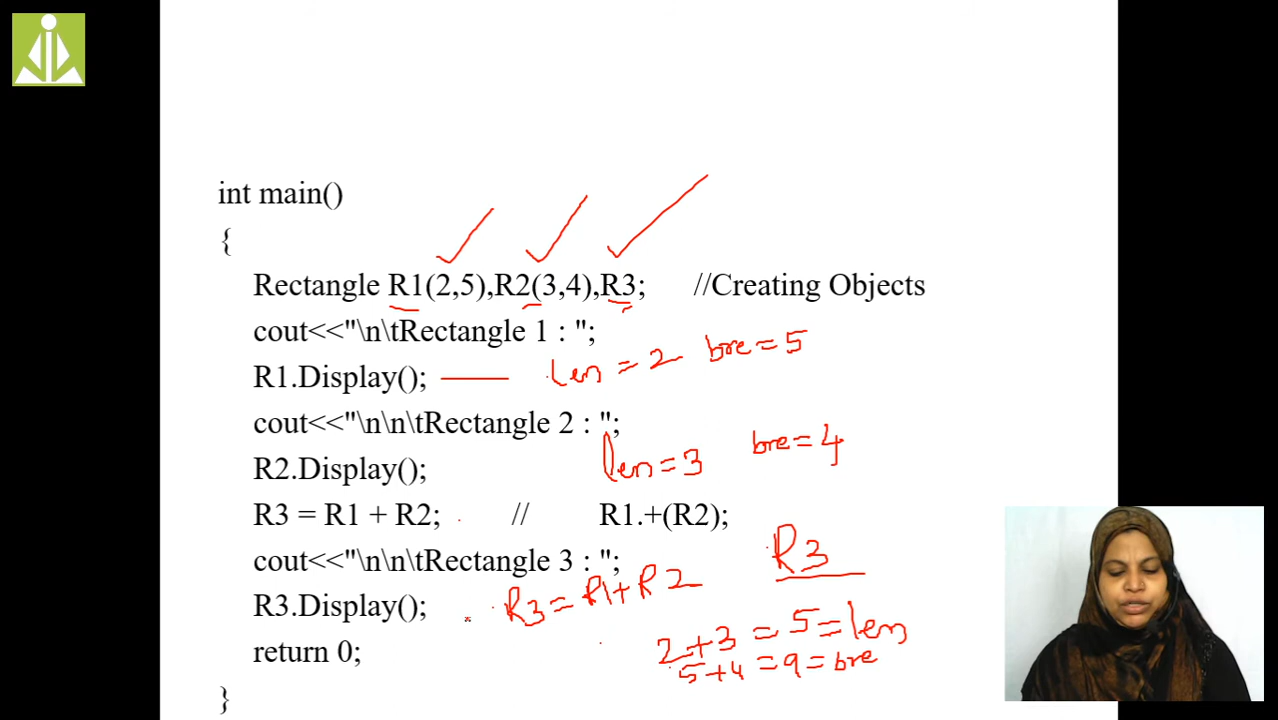 int main()
{
Rectangle R1(2,5),R2(3,4),R3; //Creating Objects
cout<<"\n\tRectangle 1 : ";
len = 2 bre = 5
R1.Display();
cout<<"\n\n\tRectangle 2 : ";
len = 3 bre = 4
R2.Display();
R3 = R1 + R2; // R1.+(R2);
R3
cout<<"\n\n\tRectangle 3 : ";
R3 = R1 + R2
R3.Display();
2+3 = 5 = len
return 0;
5+4 = 9 = bre
}